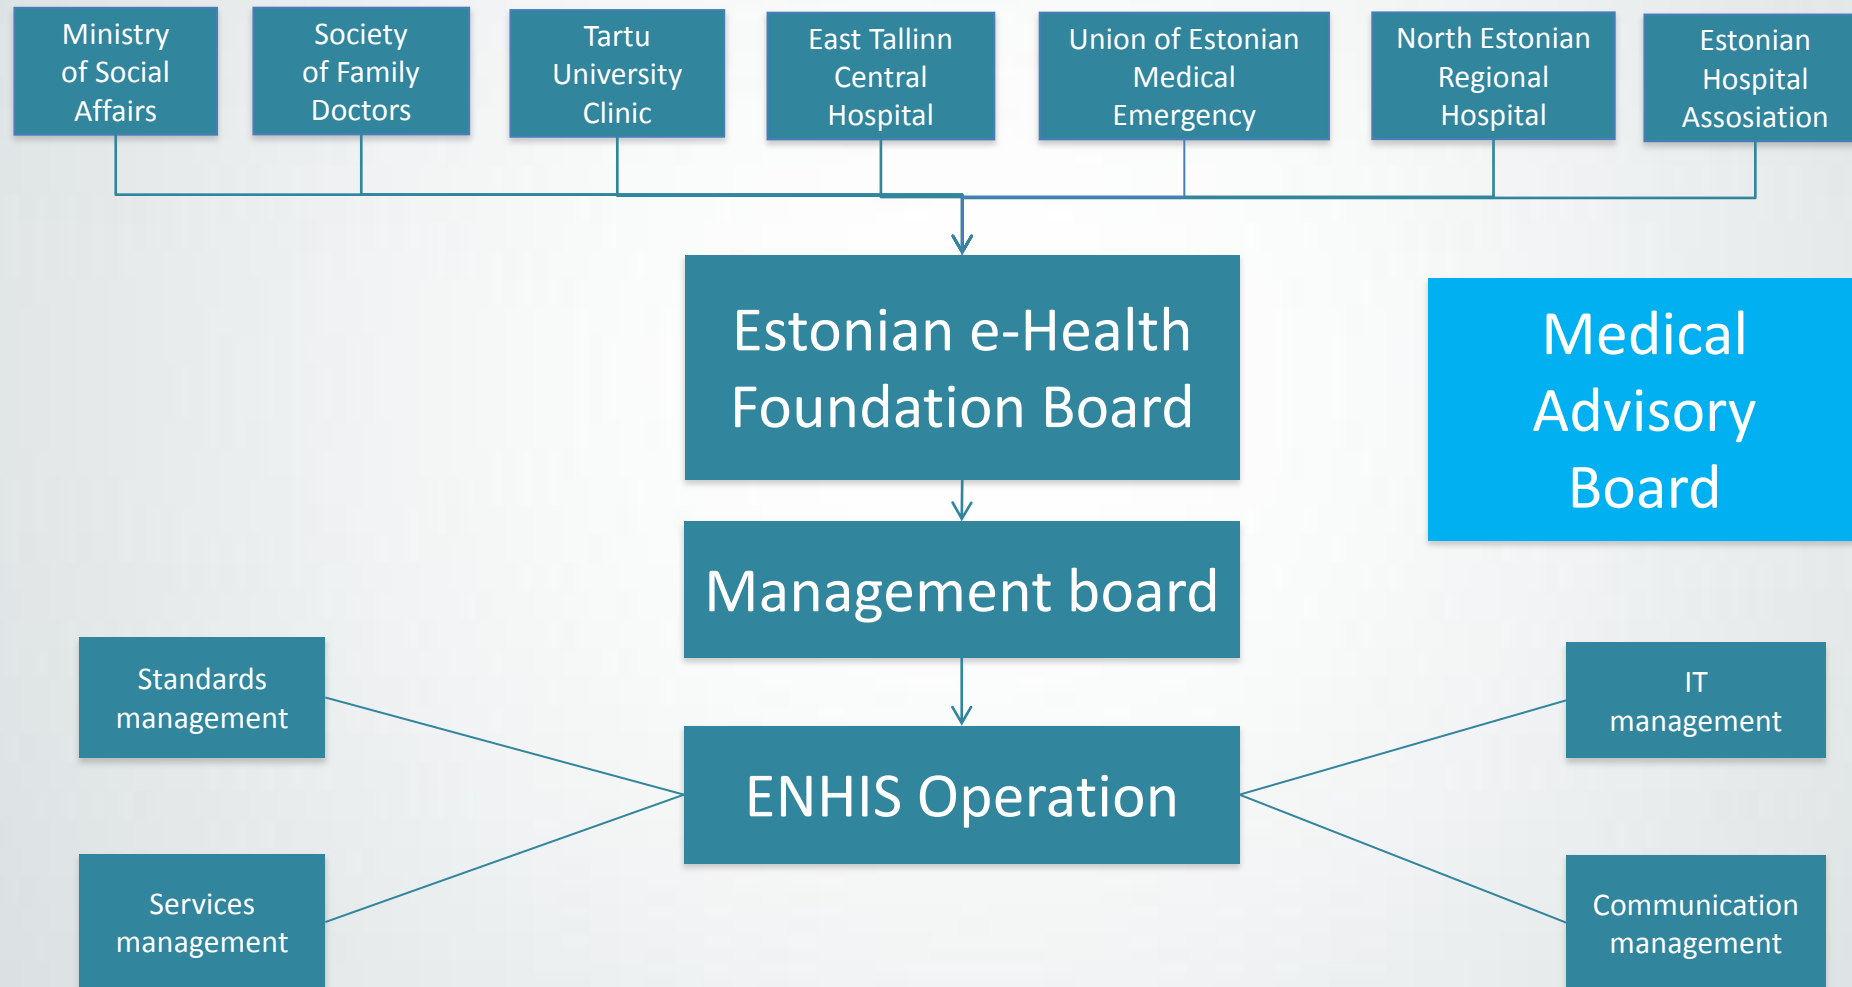 Ministry
of Social
Affairs
Society
of Family
Doctors
Tartu
University
Clinic
East Tallinn
Central
Hospital
Union of Estonian
Medical
Emergency
North Estonian
Regional
Hospital
Estonian
Hospital
Assosiation
Estonian e-Health
Foundation Board
Medical
Advisory
Board
Management board
Standards
management
IT
management
ENHIS Operation
Services
management
Communication
management